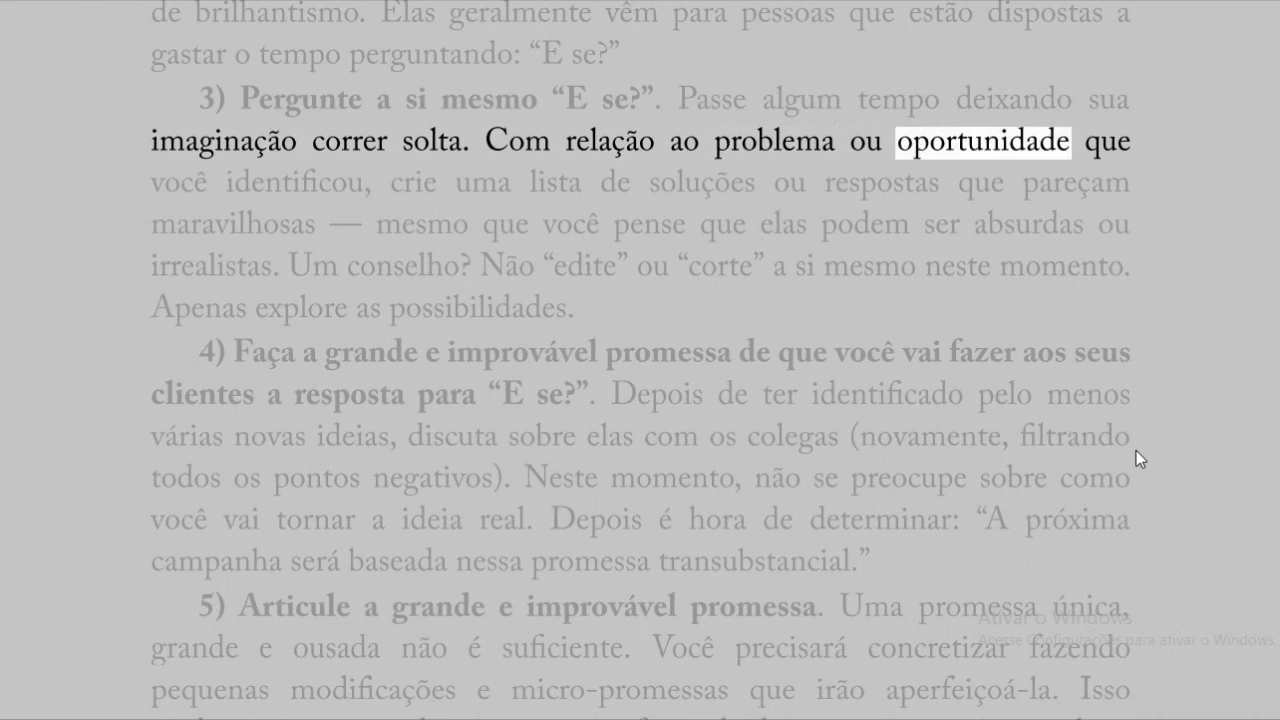 de brilhantismo. Elas geralmente vêm para pessoas que estão dispostas a
gastar o tempo perguntando: “E se?”
3) Pergunte a si mesmo “E se?”. Passe algum tempo deixando sua
imaginação correr solta. Com relação ao problema ou oportunidade que
você identificou, crie uma lista de soluções ou respostas que pareçam
maravilhosas — mesmo que você pense que elas podem ser absurdas ou
irrealistas. Um conselho? Não “edite” ou “corte” a si mesmo neste momento.
Apenas explore as possibilidades.
4) Faça a grande e improvável promessa de que você vai fazer aos seus
clientes a resposta para “E se?”. Depois de ter identificado pelo menos
várias novas ideias, discuta sobre elas com os colegas (novamente, filtrando
todos os pontos negativos). Neste momento, não se preocupe sobre como
você vai tornar a ideia real. Depois é hora de determinar: “A próxima
campanha será baseada nessa promessa transubstancial.”
5) Articule a grande e improvável promessa. Uma promessa única,
Ativar o Windows
Acesse Configurações para ativar o Windows.
grande e ousada não é suficiente. Você precisará concretizar fazendo
pequenas modificações e micro-promessas que irão aperfeiçoá-la. Isso